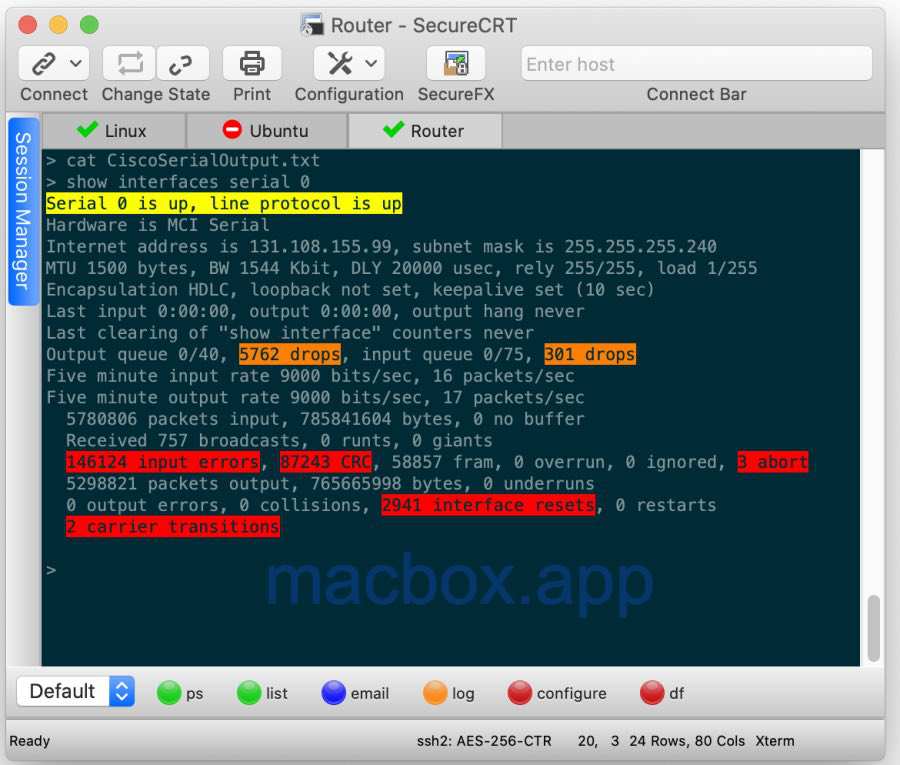 Router - SecureCRT
Connect
Change State
Print
Configuration
SecureFX
Enter host
Connect Bar
Session Manager
Linux
Ubuntu
Router
> cat CiscoSerialOutput.txt
> show interfaces serial 0
Serial 0 is up, line protocol is up
Hardware is MCI Serial
Internet address is 131.108.155.99, subnet mask is 255.255.255.240
MTU 1500 bytes, BW 1544 Kbit, DLY 20000 usec, rely 255/255, load 1/255
Encapsulation HDLC, loopback not set, keepalive set (10 sec)
Last input 0:00:00, output 0:00:00, output hang never
Last clearing of "show interface" counters never
Output queue 0/40, 5762 drops, input queue 0/75, 301 drops
Five minute input rate 9000 bits/sec, 16 packets/sec
Five minute output rate 9000 bits/sec, 17 packets/sec
5780806 packets input, 785841604 bytes, 0 no buffer
Received 757 broadcasts, 0 runts, 0 giants
146124 input errors, 87243 CRC, 58857 fram, 0 overrun, 0 ignored, 3 abort
5298821 packets output, 765665998 bytes, 0 underruns
0 output errors, 0 collisions, 2941 interface resets, 0 restarts
2 carrier transitions
>
macbox.app
Default
ps
list
email
log
configure
df
Ready
ssh2: AES-256-CTR
20, 3
24 Rows, 80 Cols
Xterm